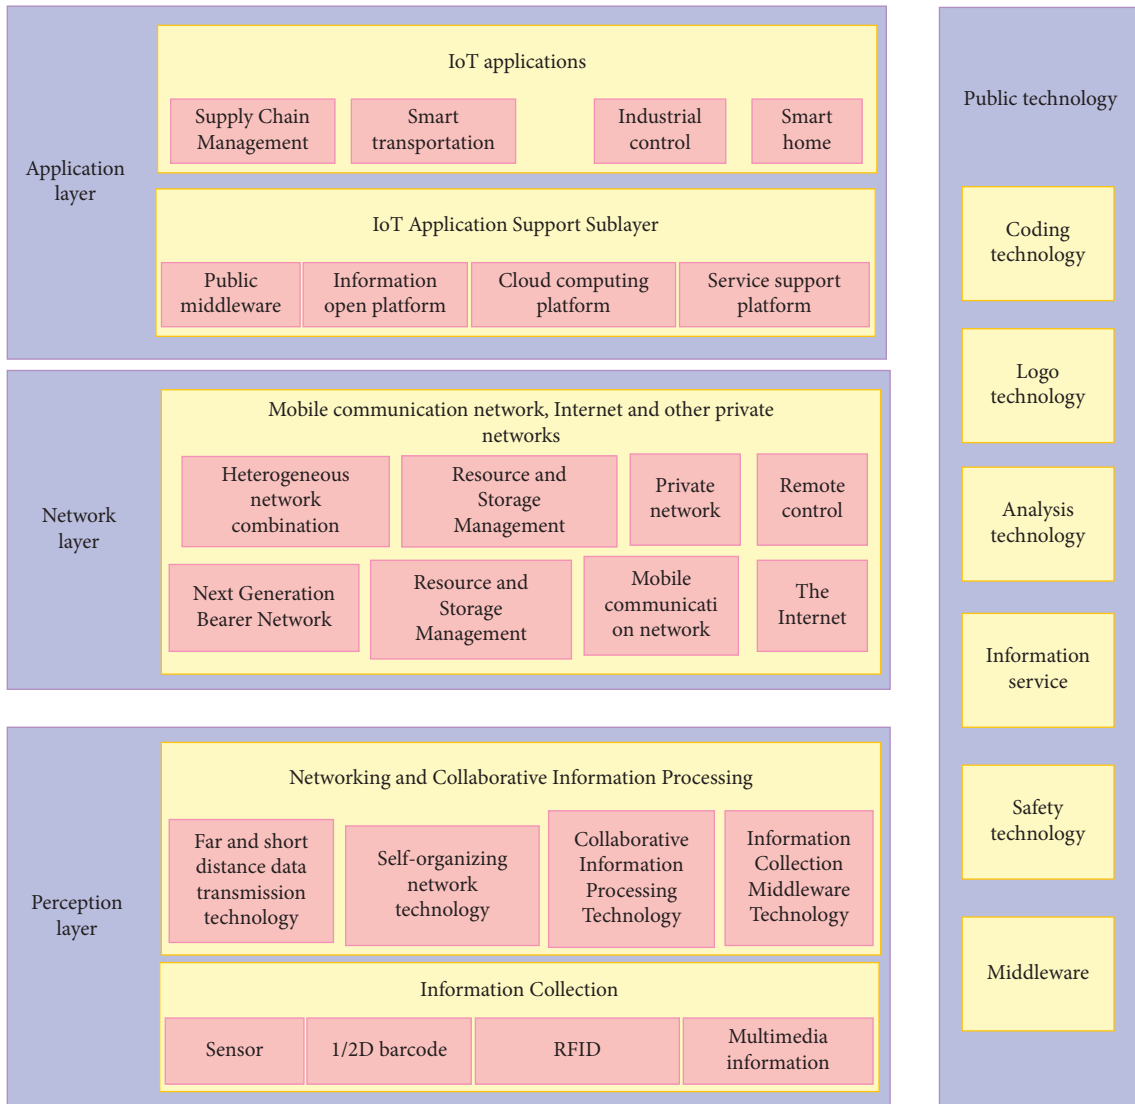 Application
layer
IoT applications
Supply Chain
Management
Smart
transportation
Industrial
control
Smart
home
IoT Application Support Sublayer
Public
middleware
Information
open platform
Cloud computing
platform
Service support
platform
Network
layer
Mobile communication network, Internet and other private
networks
Heterogeneous
network
combination
Resource and
Storage
Management
Private
network
Remote
control
Next Generation
Bearer Network
Resource and
Storage
Management
Mobile
communicati
on network
The
Internet
Perception
layer
Networking and Collaborative Information Processing
Far and short
distance data
transmission
technology
Self-organizing
network
technology
Collaborative
Information
Processing
Technology
Information
Collection
Middleware
Technology
Information Collection
Sensor
1/2D barcode
RFID
Multimedia
information
Public technology
Coding
technology
Logo
technology
Analysis
technology
Information
service
Safety
technology
Middleware